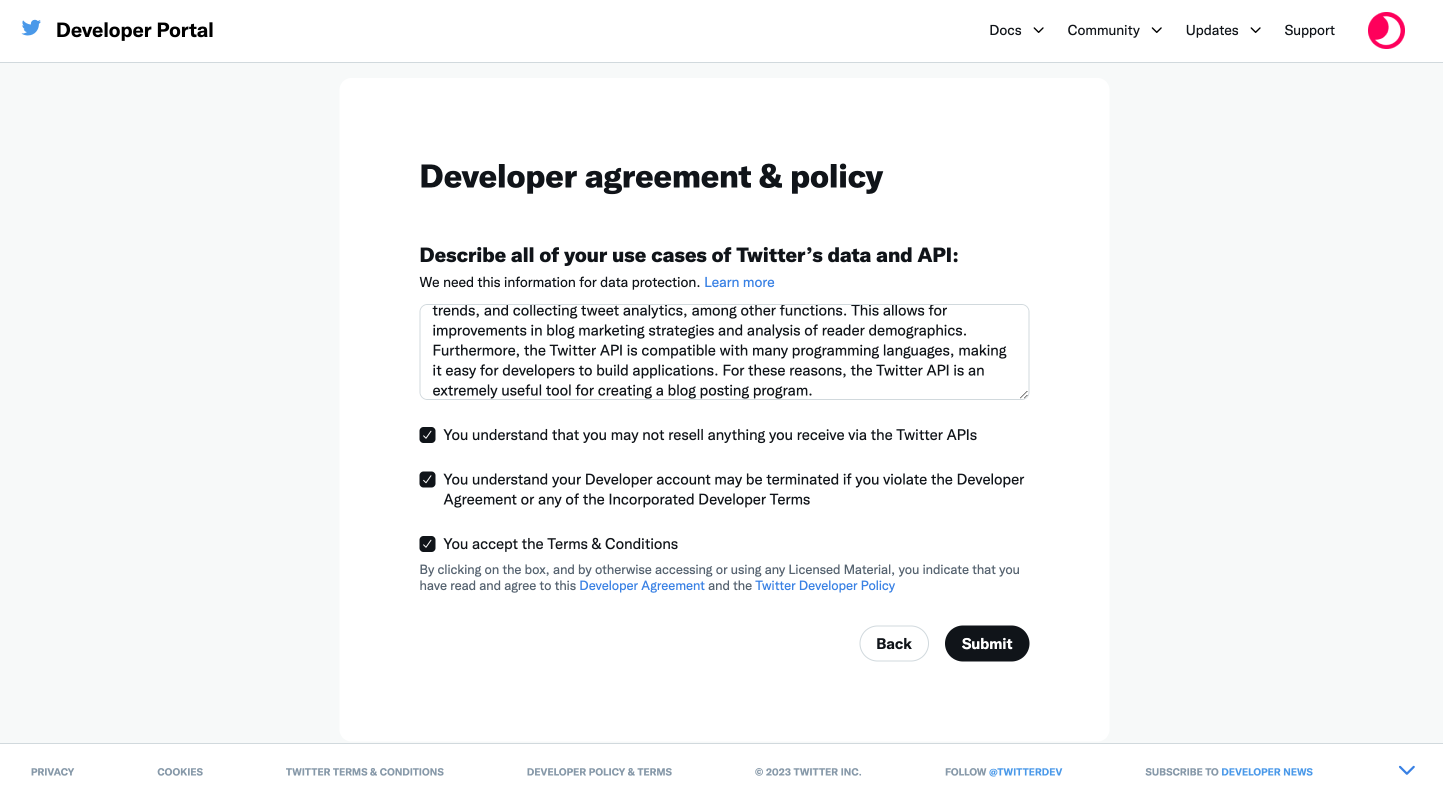 Developer Portal
Docs
Community
Updates
Support
Developer agreement & policy
Describe all of your use cases of Twitter’s data and API:
We need this information for data protection. Learn more
trends, and collecting tweet analytics, among other functions. This allows for
improvements in blog marketing strategies and analysis of reader demographics.
Furthermore, the Twitter API is compatible with many programming languages, making
it easy for developers to build applications. For these reasons, the Twitter API is an
extremely useful tool for creating a blog posting program.
You understand that you may not resell anything you receive via the Twitter APIs
You understand your Developer account may be terminated if you violate the Developer
Agreement or any of the Incorporated Developer Terms
You accept the Terms & Conditions
By clicking on the box, and by otherwise accessing or using any Licensed Material, you indicate that you
have read and agree to this Developer Agreement and the Twitter Developer Policy
Back
Submit
PRIVACY
COOKIES
TWITTER TERMS & CONDITIONS
DEVELOPER POLICY & TERMS
© 2023 TWITTER INC.
FOLLOW @TWITTERDEV
SUBSCRIBE TO DEVELOPER NEWS